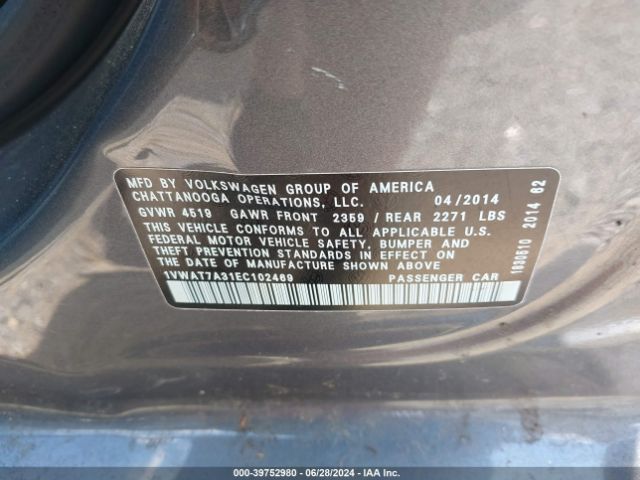 MFD BY VOLKSWAGEN GROUP OF AMERICA
CHATTANOOGA OPERATIONS, LLC. 04/2014
GVWR 4519 GAWR FRONT 2359 / REAR 2271 LBS
THIS VEHICLE CONFORMS TO ALL APPLICABLE U.S.
FEDERAL MOTOR VEHICLE SAFETY, BUMPER AND
THEFT PREVENTION STANDARDS IN EFFECT ON
THE DATE OF MANUFACTURE SHOWN ABOVE.
1VWAT7A31EC102469 PASSENGER CAR
1630810 2014 62
000-39752980 | 06/28/2024 | IAA Inc.